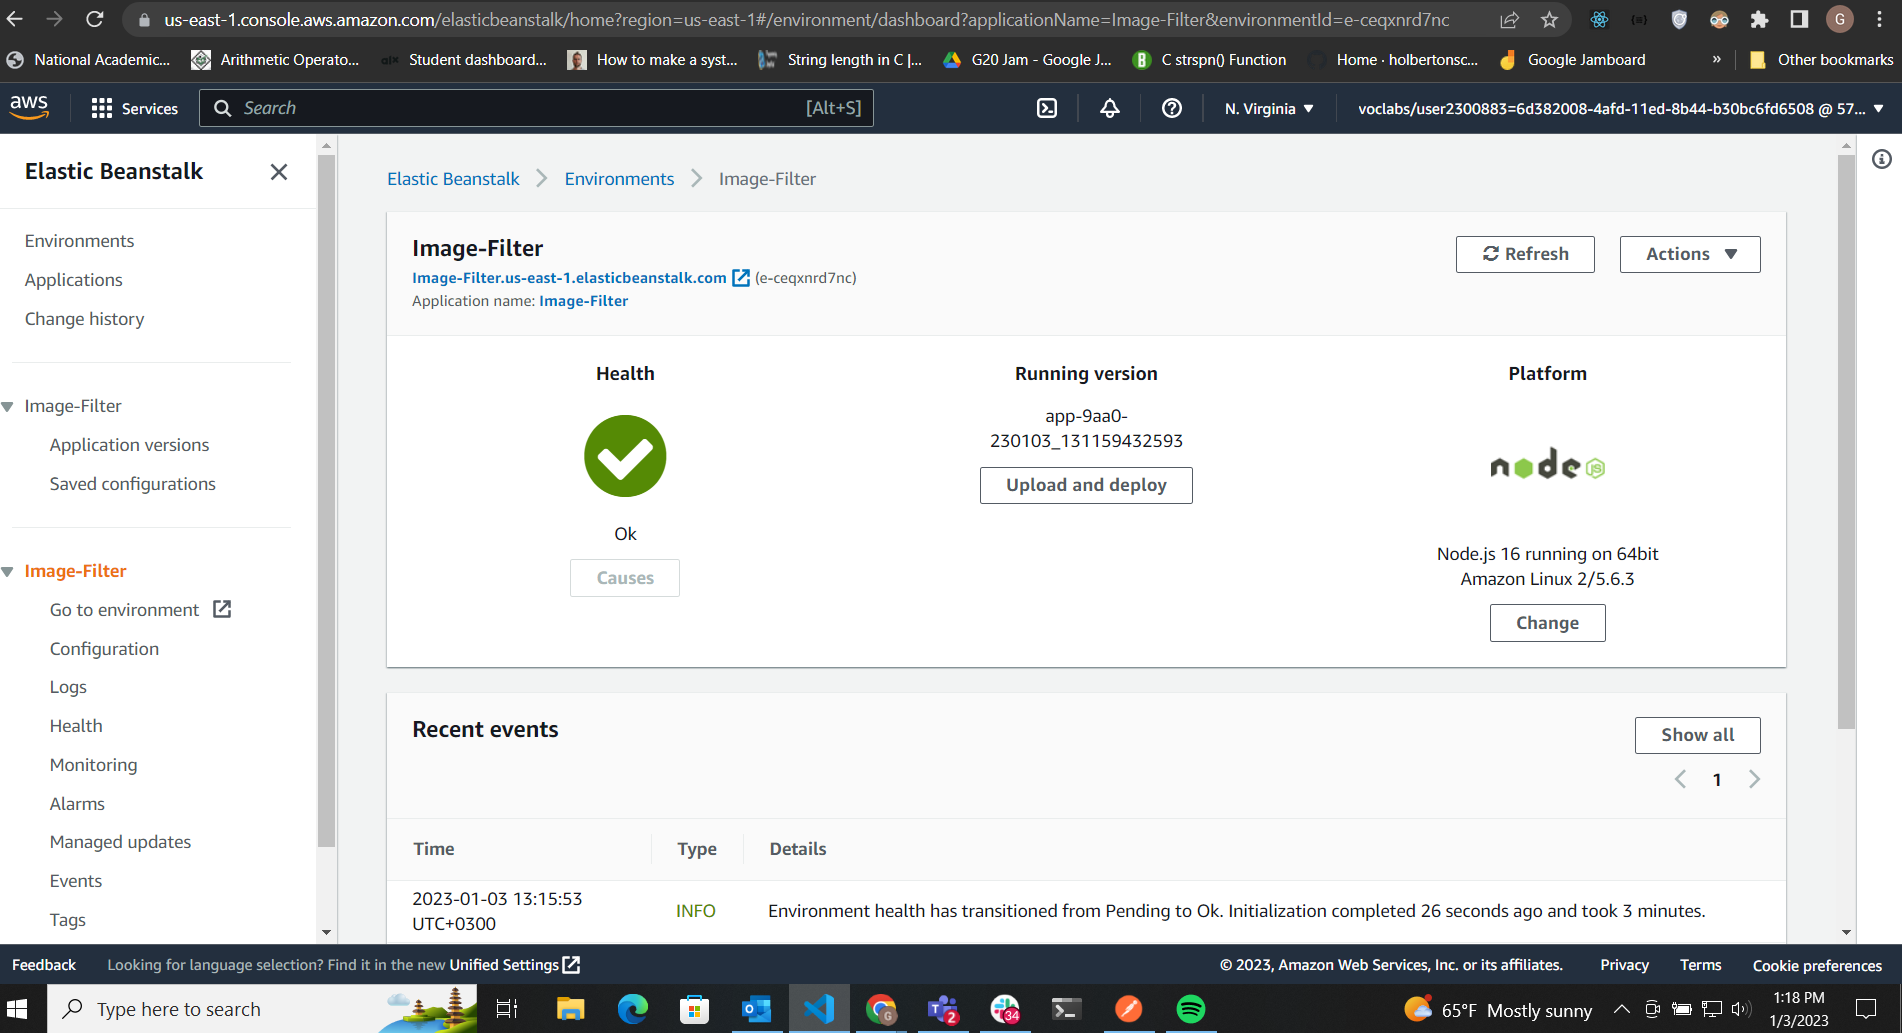 us-east-1.console.aws.amazon.com/elasticbeanstalk/home?region=us-east-1#/environment/dashboard?applicationName=Image-Filter&environmentId=e-ceqxnrd7nc
G
National Academic...
Arithmetic Operato...
Student dashboard...
How to make a syst...
String length in C |...
G20 Jam - Google J...
C strspn() Function
Home · holbertonsc...
Google Jamboard
»
Other bookmarks
aws
Services
Search
[Alt+S]
N. Virginia
voclabs/user2300883=6d382008-4afd-11ed-8b44-b30bc6fd6508 @ 57...
Elastic Beanstalk
Environments
Applications
Change history
Image-Filter
Application versions
Saved configurations
Image-Filter
Go to environment
Configuration
Logs
Health
Monitoring
Alarms
Managed updates
Events
Tags
Elastic Beanstalk
Environments
Image-Filter
Image-Filter
Image-Filter.us-east-1.elasticbeanstalk.com (e-ceqxnrd7nc)
Application name: Image-Filter
Refresh
Actions
Health
Ok
Causes
Running version
app-9aa0-
230103_131159432593
Upload and deploy
Platform
node JS
Node.js 16 running on 64bit
Amazon Linux 2/5.6.3
Change
Recent events
Show all
1
Time
Type
Details
2023-01-03 13:15:53
UTC+0300
INFO
Environment health has transitioned from Pending to Ok. Initialization completed 26 seconds ago and took 3 minutes.
Feedback
Looking for language selection? Find it in the new Unified Settings
© 2023, Amazon Web Services, Inc. or its affiliates.
Privacy
Terms
Cookie preferences
Type here to search
2
34
65°F Mostly sunny
1:18 PM
1/3/2023